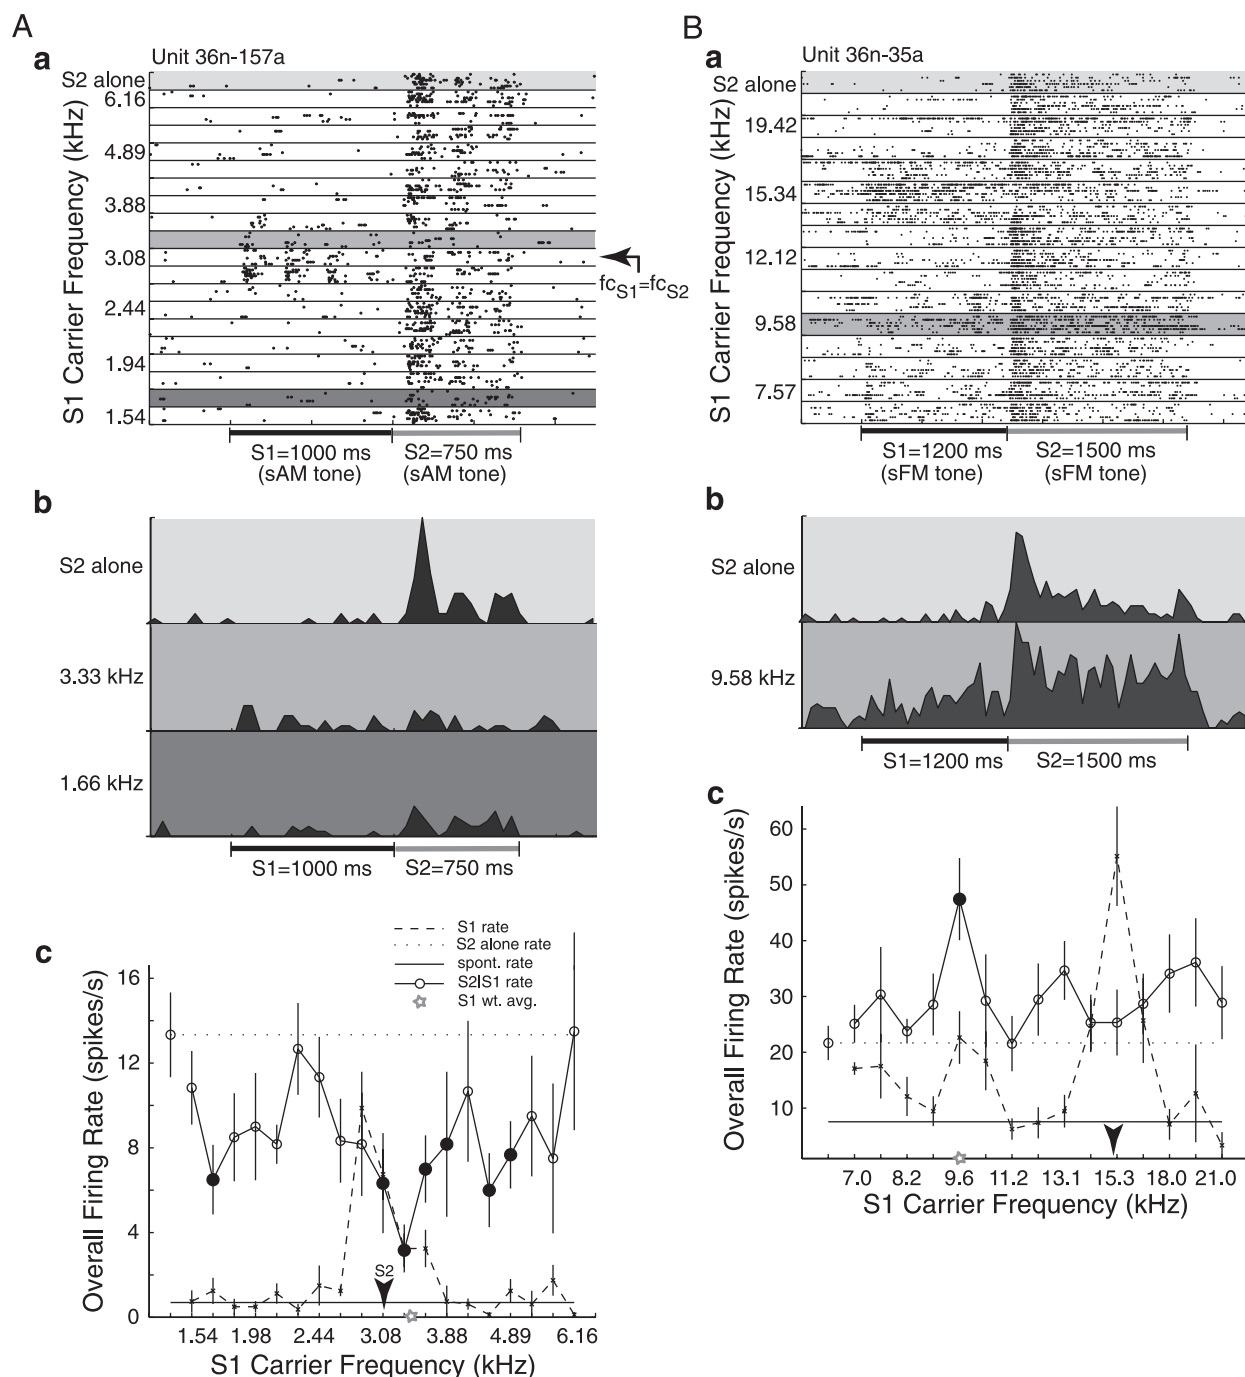 A
a
Unit 36n-157a
S1 Carrier Frequency (kHz)
S2 alone
6.16
4.89
3.88
3.08
2.44
1.94
1.54
fcS1=fcS2
S1=1000 ms
(sAM tone)
S2=750 ms
(sAM tone)
b
S2 alone
3.33 kHz
1.66 kHz
S1=1000 ms
S2=750 ms
c
S1 rate
S2 alone rate
spont. rate
S2|S1 rate
S1 wt. avg.
Overall Firing Rate (spikes/s)
16
12
8
4
0
S2
1.54 1.98 2.44 3.08 3.88 4.89 6.16
S1 Carrier Frequency (kHz)
B
a
Unit 36n-35a
S1 Carrier Frequency (kHz)
S2 alone
19.42
15.34
12.12
9.58
7.57
S1=1200 ms
(sFM tone)
S2=1500 ms
(sFM tone)
b
S2 alone
9.58 kHz
S1=1200 ms
S2=1500 ms
c
Overall Firing Rate (spikes/s)
60
50
40
30
20
10
7.0 8.2 9.6 11.2 13.1 15.3 18.0 21.0
S1 Carrier Frequency (kHz)